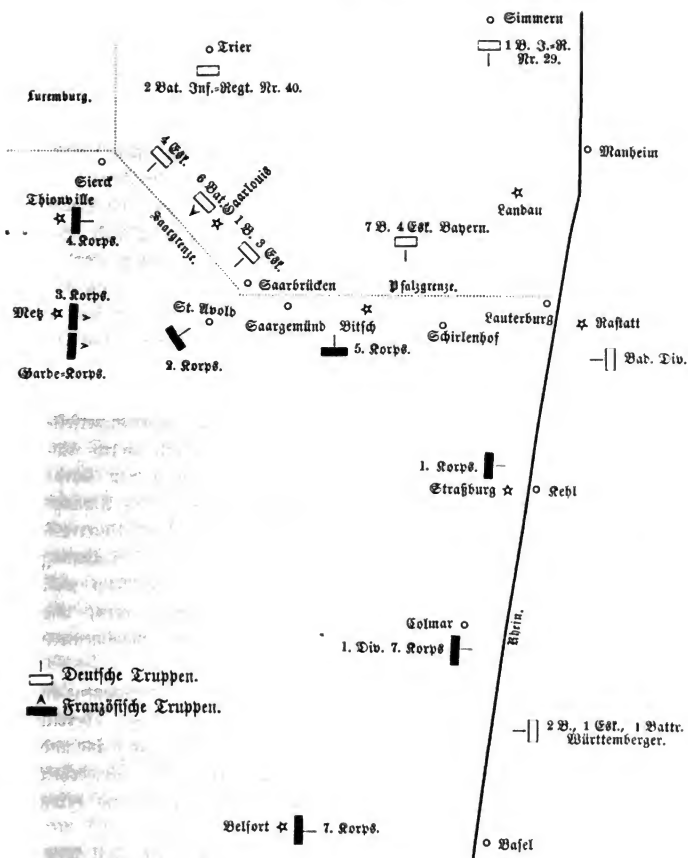 Simmern
1 B. J.-R.
Nr. 29.
Trier
2 Bat. Inf.-Regt. Nr. 40.
Luxemburg.
Manheim
4 Esk.
Sierck
6 Bat.
Saarlouis
1 B. 3 Esk.
Thionville
4. Korps.
Saargrenze.
Landau
7 B. 4 Esk. Bayern.
Saarbrücken
Pfalzgrenze.
3. Korps.
Metz
St. Avold
Saargemünd
Bitsch
Lauterburg
Rastatt
Schirlenhof
2. Korps.
5. Korps.
Garde-Korps.
Bad. Div.
1. Korps.
Straßburg
Kehl
Colmar
1. Div. 7. Korps
Rhein.
Deutsche Truppen.
Französische Truppen.
2 B., 1 Esk., 1 Battr.
Württemberger.
Belfort
7. Korps.
Basel